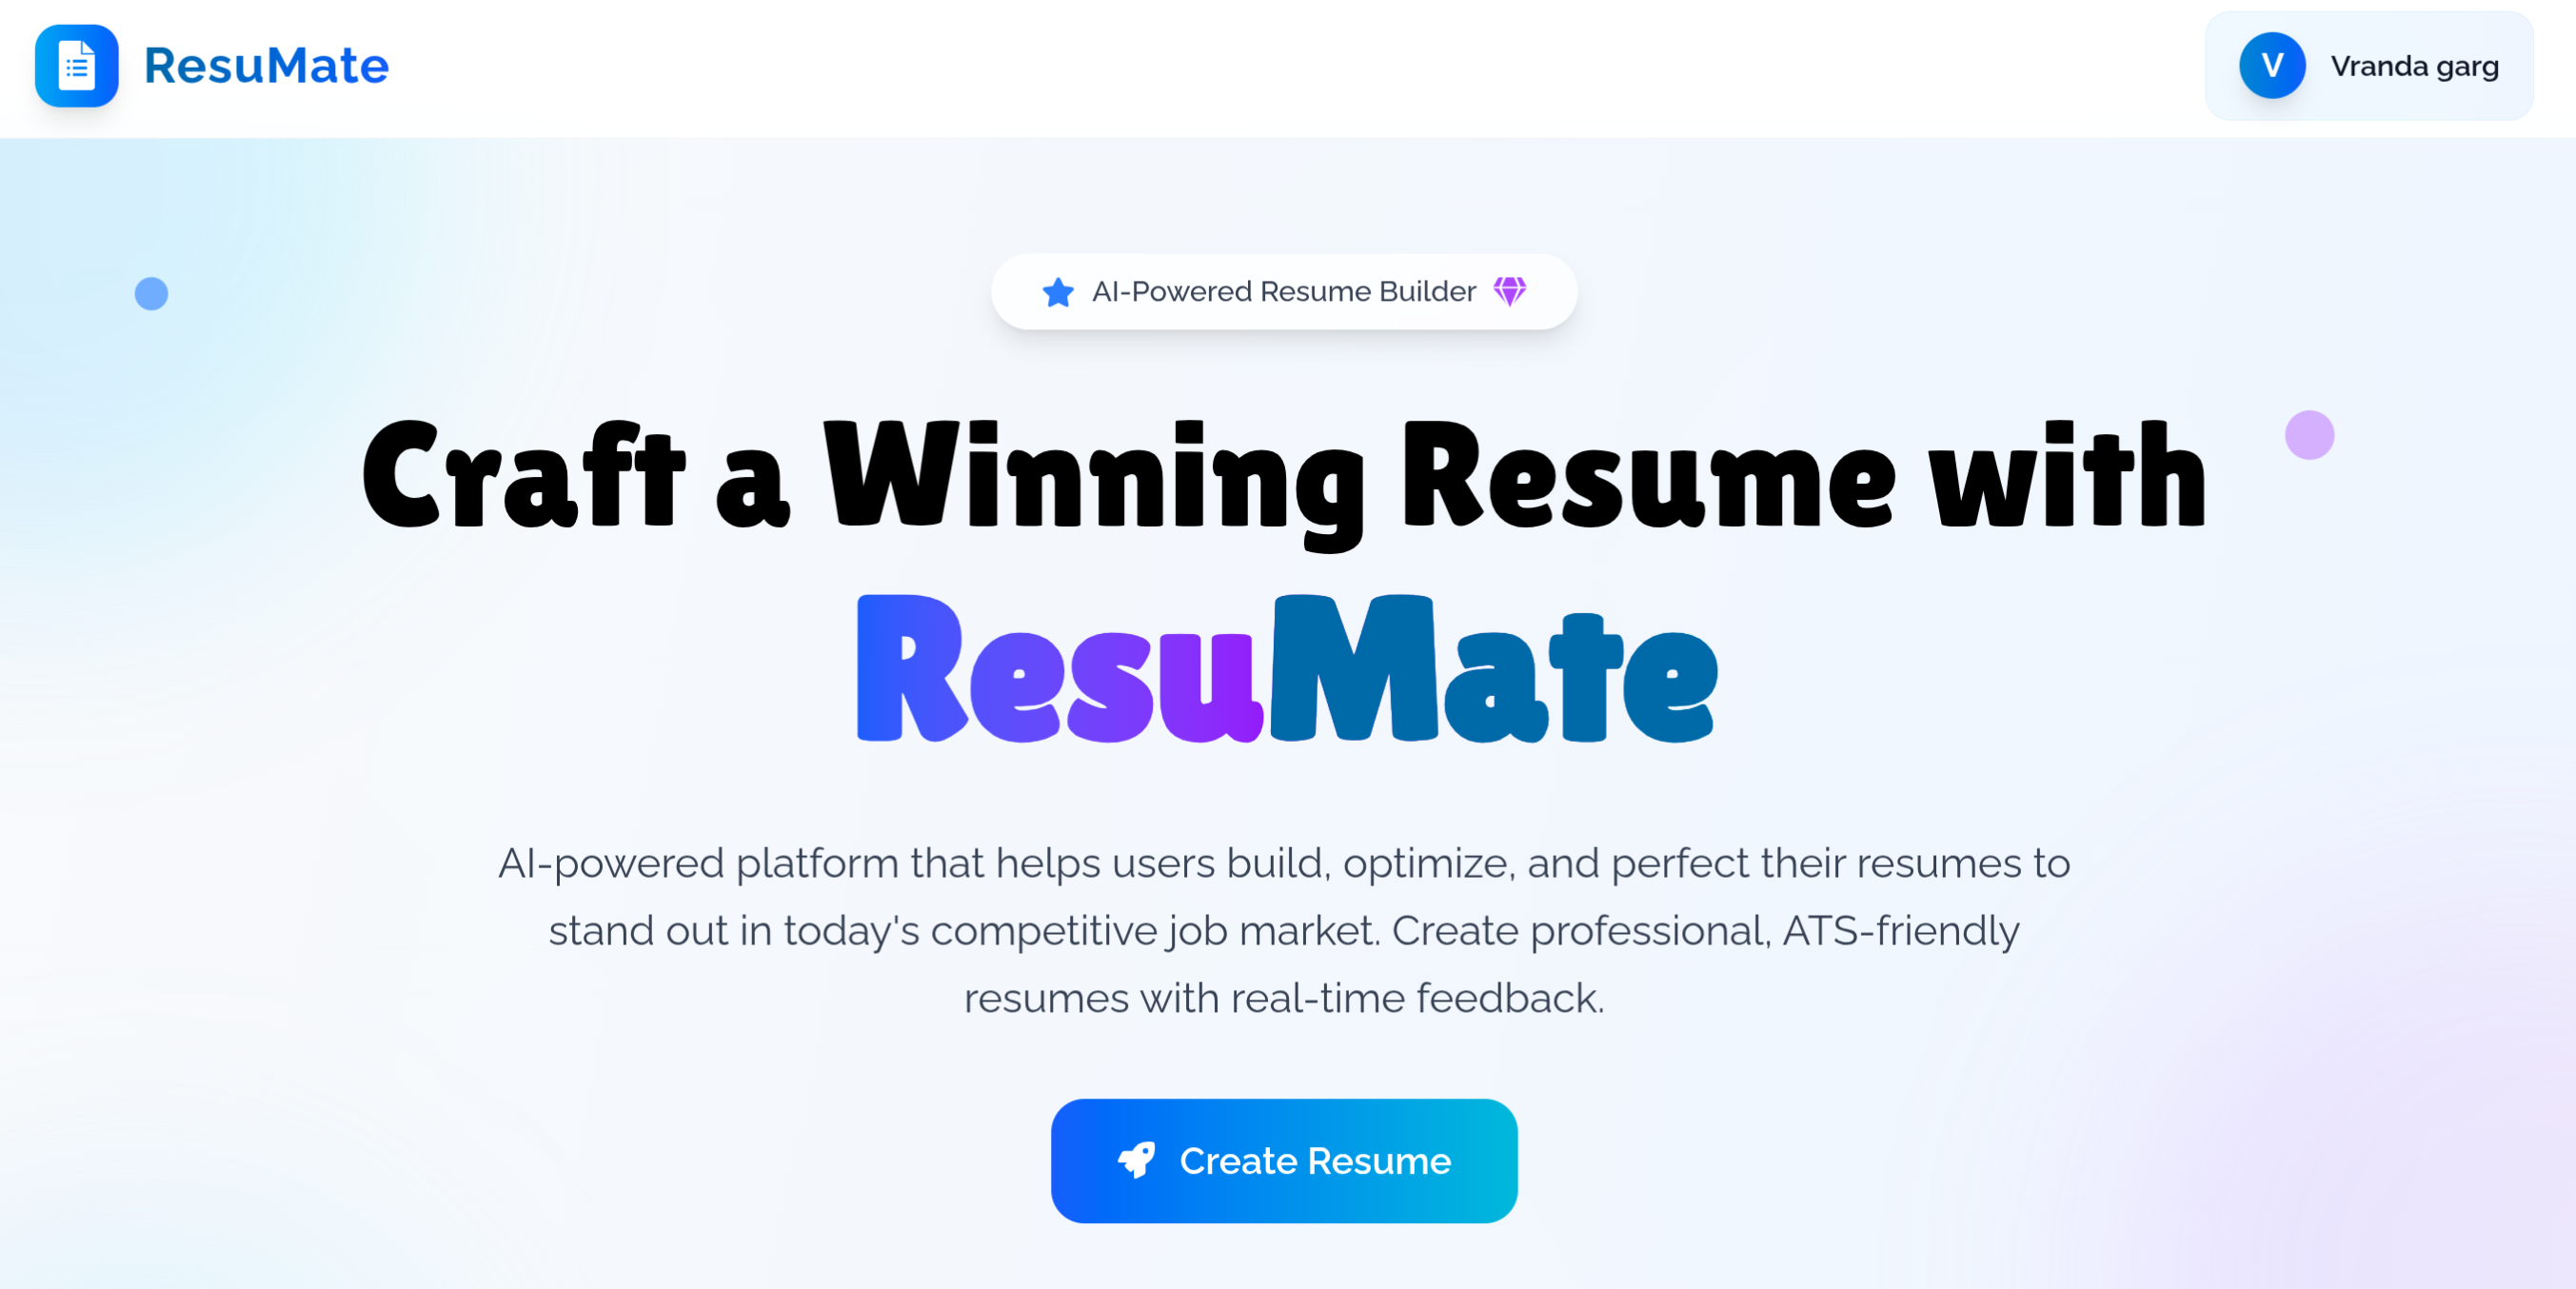 ResuMate
V
Vranda garg
AI-Powered Resume Builder
Craft a Winning Resume with
ResuMate
AI-powered platform that helps users build, optimize, and perfect their resumes to
stand out in today's competitive job market. Create professional, ATS-friendly
resumes with real-time feedback.
Create Resume